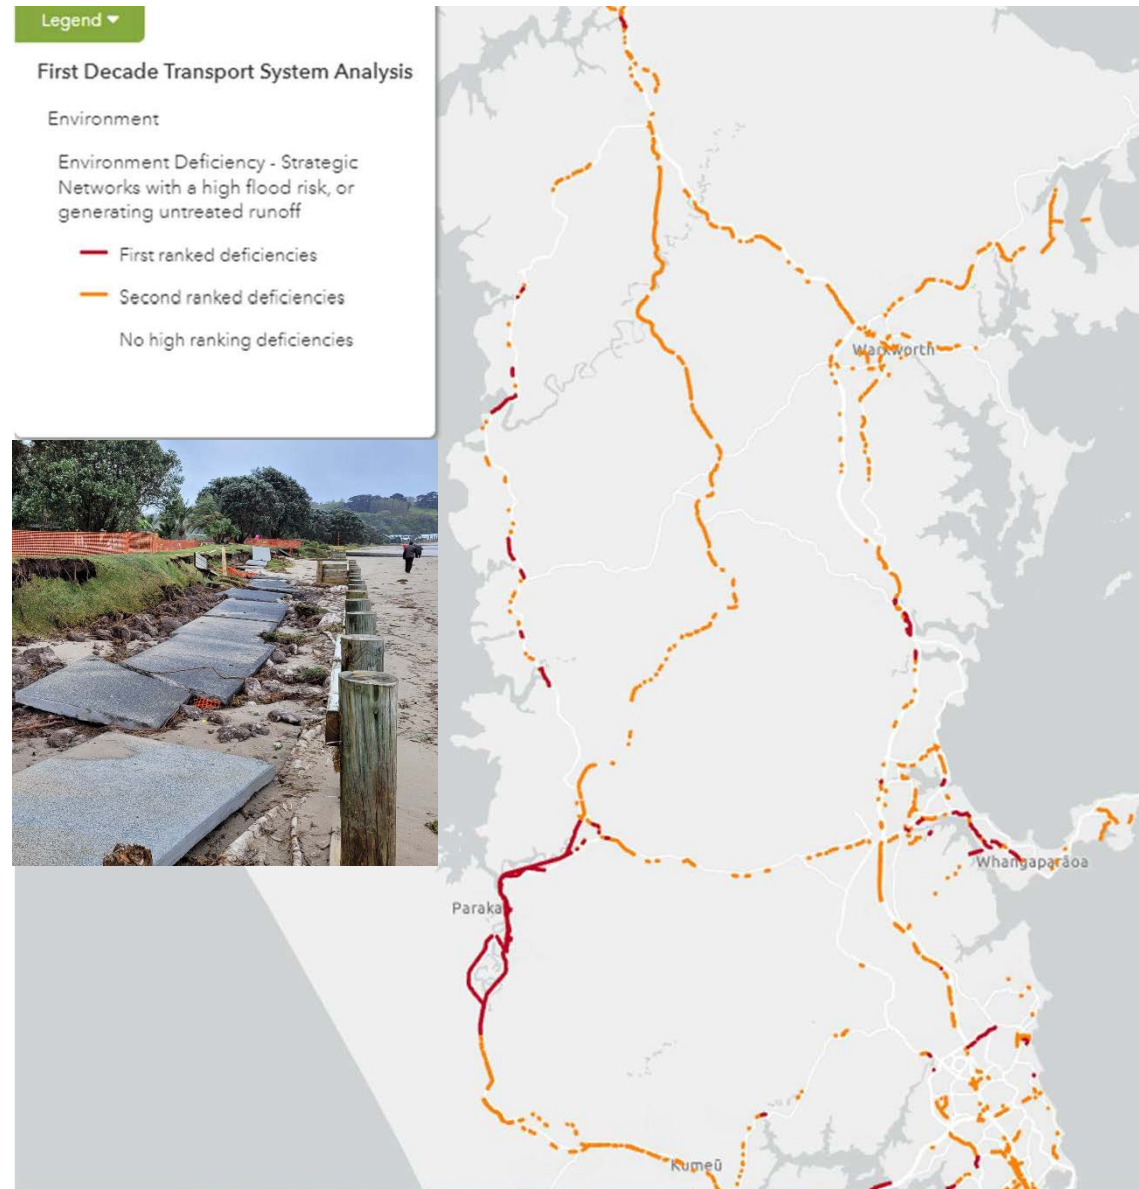 Legend
First Decade Transport System Analysis
Environment
Environment Deficiency - Strategic
Networks with a high flood risk, or
generating untreated runoff
First ranked deficiencies
Second ranked deficiencies
No high ranking deficiencies
Warkworth
Whangaparāoa
Paraka
Kumeū